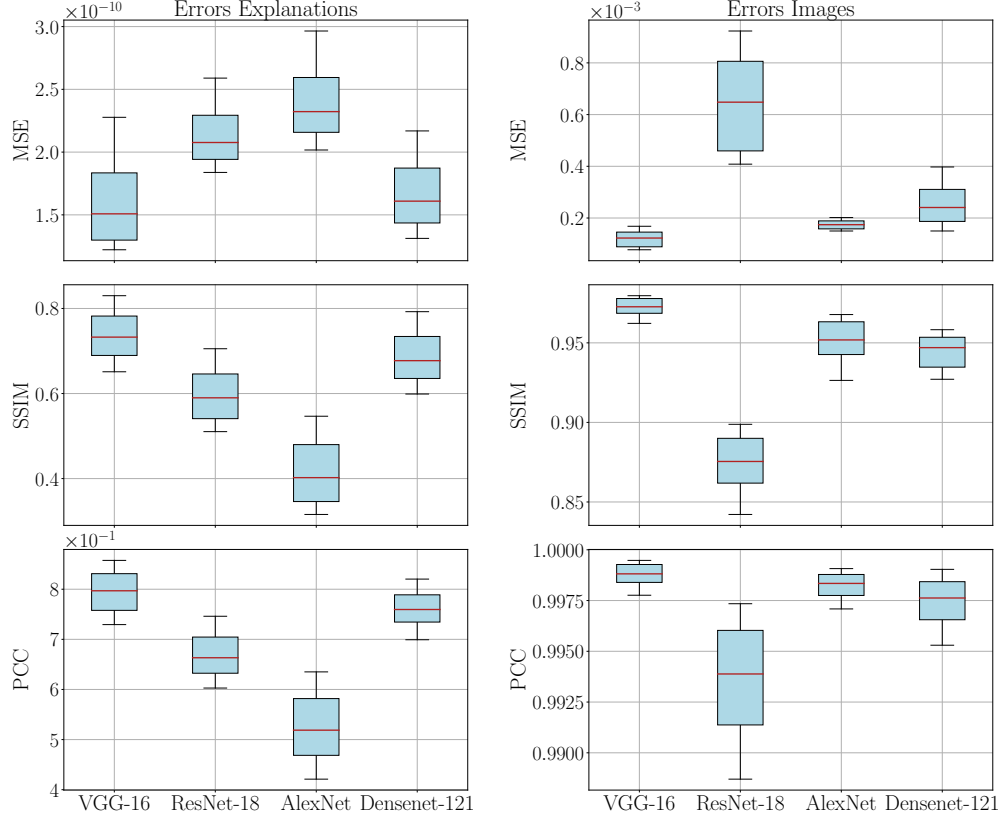 Errors Explanations
×10⁻¹⁰
3.0
2.5
2.0
1.5
MSE
Errors Images
×10⁻³
0.8
0.6
0.4
0.2
MSE
0.8
0.6
0.4
SSIM
0.95
0.90
0.85
SSIM
×10⁻¹
8
7
6
5
4
PCC
VGG-16 ResNet-18 AlexNet Densenet-121
1.0000
0.9975
0.9950
0.9925
0.9900
PCC
VGG-16 ResNet-18 AlexNet Densenet-121